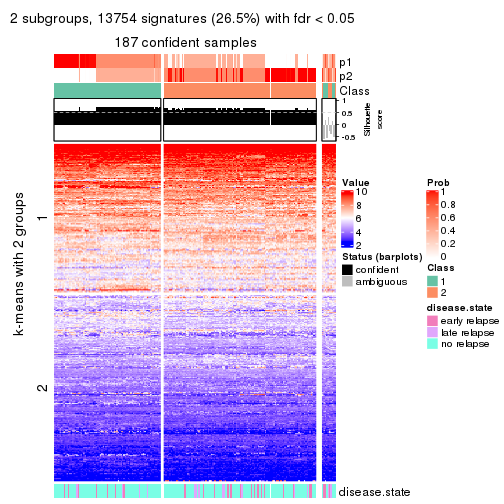 2 subgroups, 13754 signatures (26.5%) with fdr < 0.05
187 confident samples
p1
p2
Class
1
0.5
0
-0.5
Silhouette
score
k-means with 2 groups
1
2
Value
10
8
6
4
2
Status (barplots)
confident
ambiguous
Prob
1
0.8
0.6
0.4
0.2
0
Class
1
2
disease.state
early relapse
late relapse
no relapse
disease.state